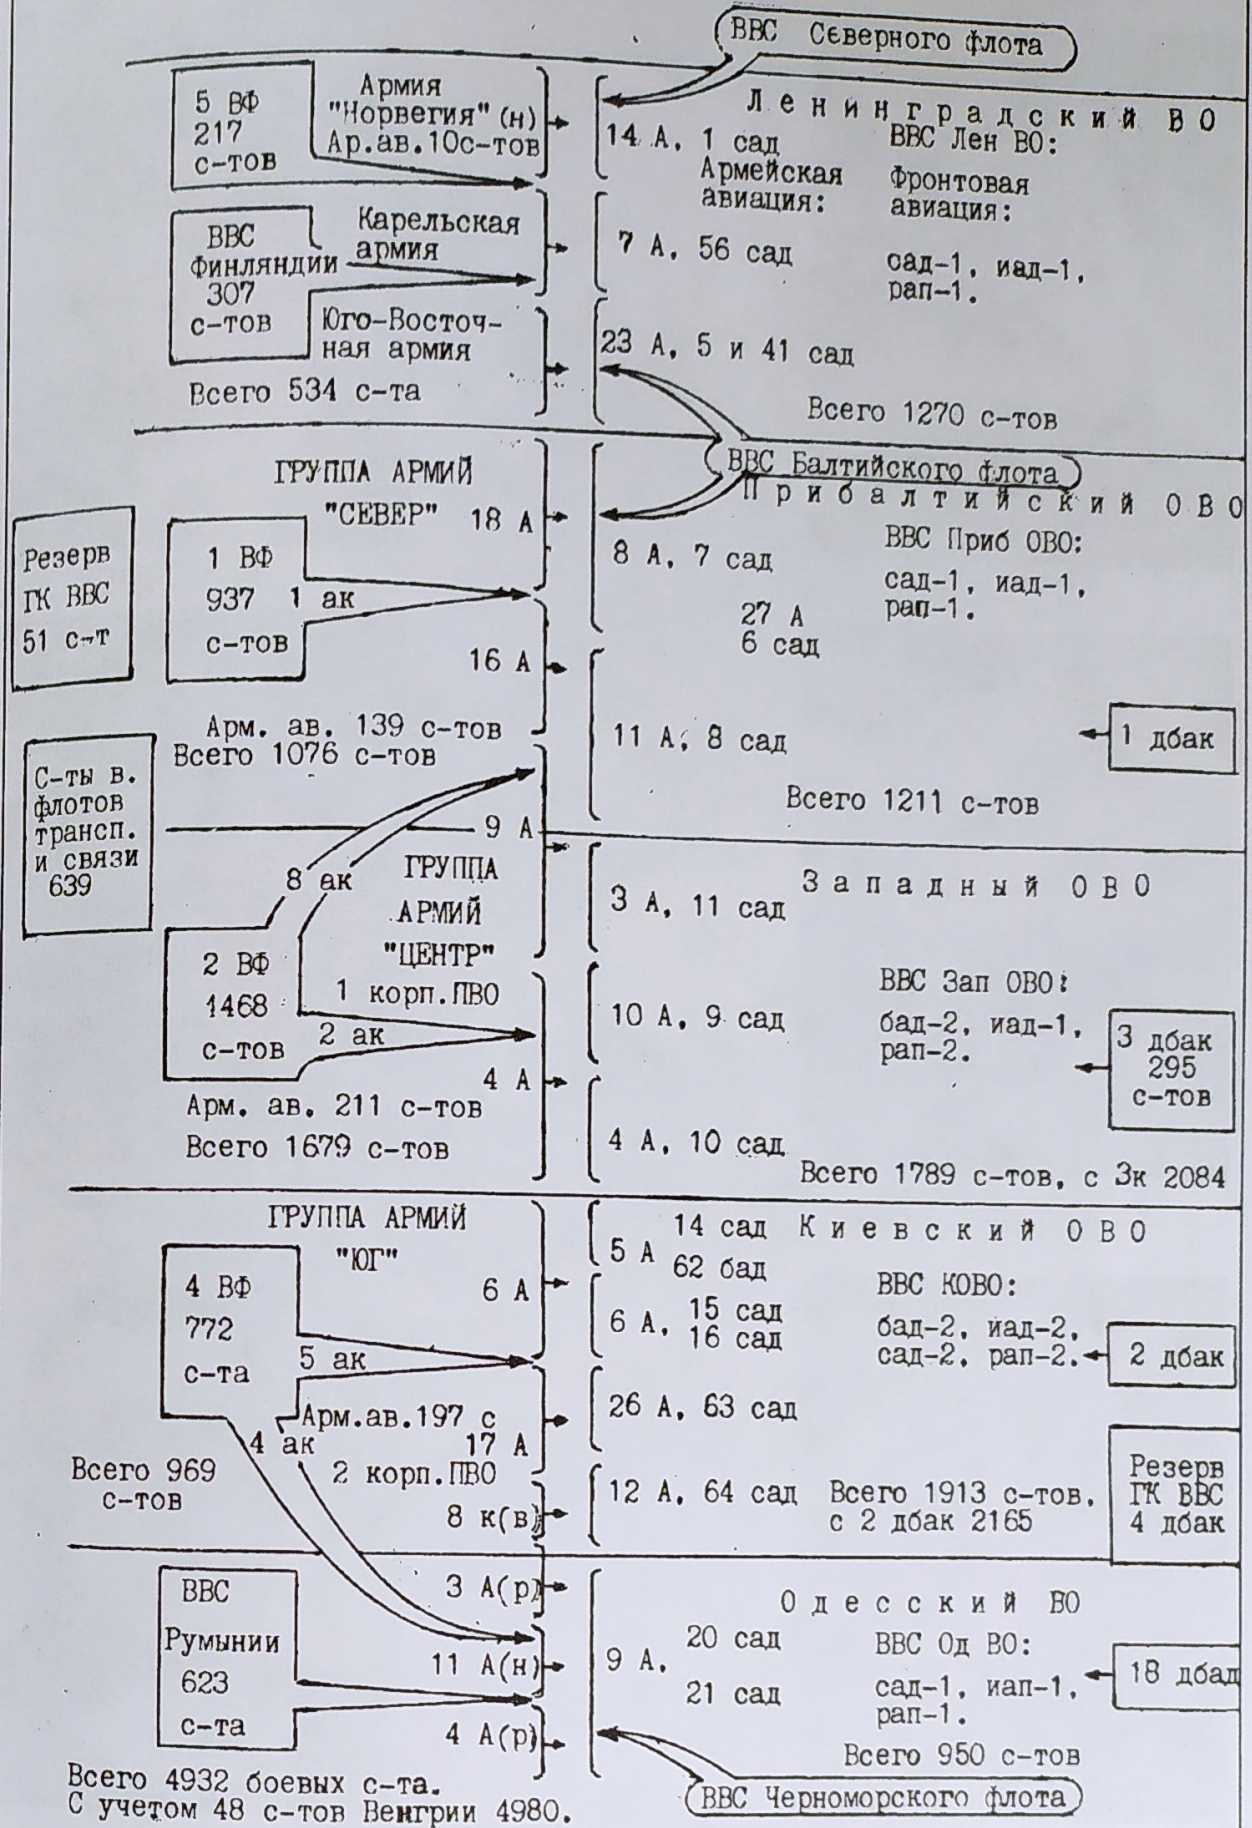 ВВС Северного флота
5 ВФ
217
с-тов
Армия
"Норвегия" (н)
Ар.ав.10с-тов
Ленинградский ВО
14 А, 1 сад
ВВС Лен ВО:
Армейская
авиация:
Фронтовая
авиация:
ВВС
Финляндии
307
с-тов
Карельская
армия
7 А, 56 сад
сад-1, иад-1,
рап-1.
Юго-Восточ-
ная армия
23 А, 5 и 41 сад
Всего 534 с-та
Всего 1270 с-тов
ВВС Балтийского флота
ГРУППА АРМИЙ
"СЕВЕР"
18 А
Прибалтийский ОВО
Резерв
ГК ВВС
51 с-т
1 ВФ
937
с-тов
1 ак
8 А, 7 сад
ВВС Приб ОВО:
сад-1, иад-1,
рап-1.
27 А
6 сад
16 А
Арм. ав. 139 с-тов
Всего 1076 с-тов
11 А, 8 сад
1 дбак
Всего 1211 с-тов
С-ты в.
флотов
трансп.
и связи
639
9 А
8 ак
ГРУППА
АРМИЙ
"ЦЕНТР"
Западный ОВО
3 А, 11 сад
2 ВФ
1468
с-тов
1 корп.ПВО
2 ак
10 А, 9 сад
ВВС Зап ОВО:
бад-2, иад-1,
рап-2.
3 дбак
295
с-тов
4 А
Арм. ав. 211 с-тов
Всего 1679 с-тов
4 А, 10 сад
Всего 1789 с-тов, с 3к 2084
ГРУППА АРМИЙ
"ЮГ"
6 А
14 сад
5 А
62 бад
Киевский ОВО
4 ВФ
772
с-та
5 ак
15 сад
6 А,
16 сад
ВВС КОВО:
бад-2, иад-2,
сад-2, рап-2.
2 дбак
Арм.ав.197 с
17 А
4 ак
2 корп.ПВО
26 А, 63 сад
Всего 969
с-тов
8 к(в)
12 А, 64 сад
Всего 1913 с-тов,
с 2 дбак 2165
Резерв
ГК ВВС
4 дбак
ВВС
Румынии
623
с-та
3 А(р)
11 А(н)
4 А(р)
Одесский ВО
20 сад
9 А,
21 сад
ВВС Од ВО:
сад-1, иап-1,
рап-1.
18 дбад
Всего 950 с-тов
ВВС Черноморского флота
Всего 4932 боевых с-та.
С учетом 48 с-тов Венгрии 4980.